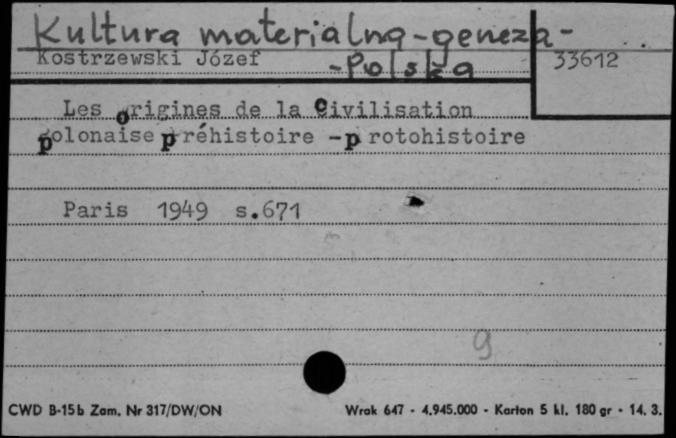 Kultura materialna-geneza-
Kostrzewski Józef -Polska 33612
Les origines de la civilisation
polonaise préhistoire - protohistoire
Paris 1949 s.671
9
CWD B-15b Zam. Nr 317/DW/ON Wrak 647 - 4.945.000 - Karton 5 kl. 180 gr - 14. 3.